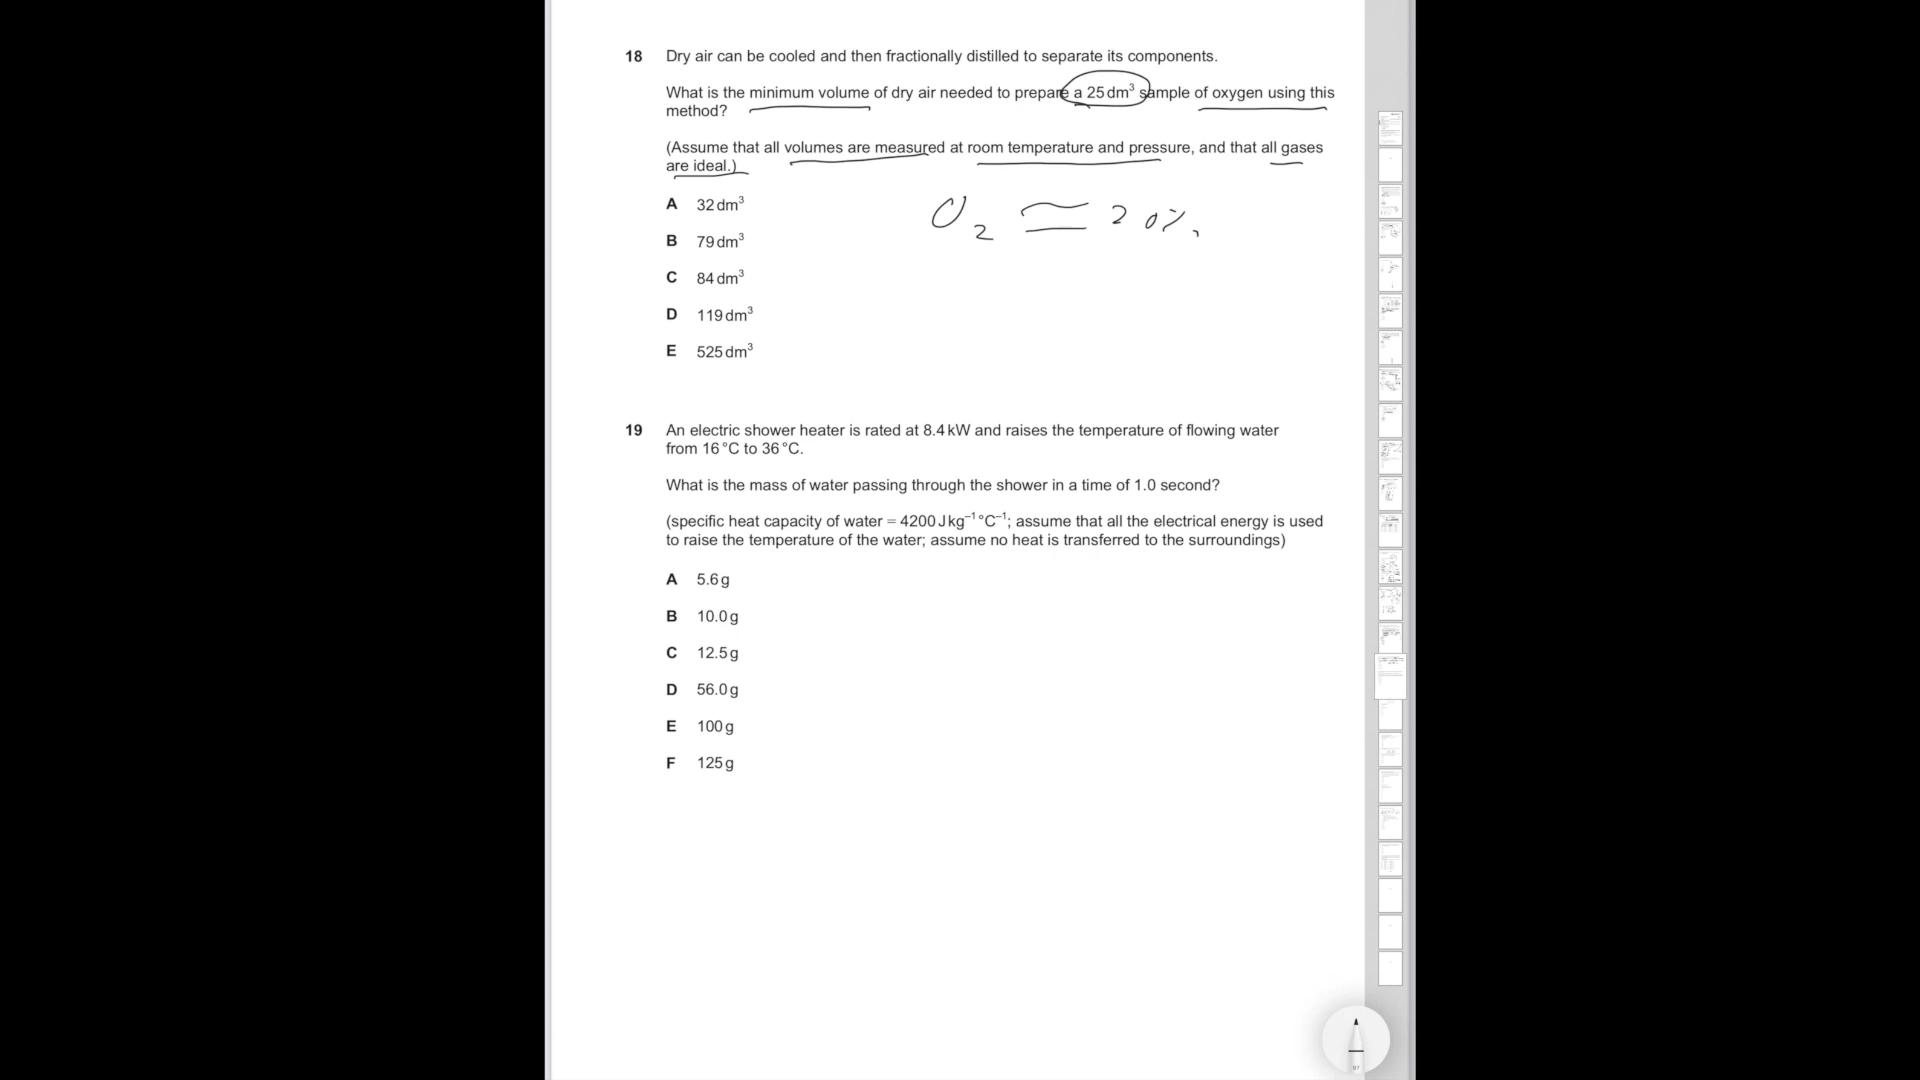 18 Dry air can be cooled and then fractionally distilled to separate its components.
What is the minimum volume of dry air needed to prepare a 25 dm³ sample of oxygen using this
method?
(Assume that all volumes are measured at room temperature and pressure, and that all gases
are ideal.)
A 32 dm³
O₂ ≅ 20%.
B 79 dm³
C 84 dm³
D 119 dm³
E 525 dm³
19 An electric shower heater is rated at 8.4 kW and raises the temperature of flowing water
from 16 °C to 36 °C.
What is the mass of water passing through the shower in a time of 1.0 second?
(specific heat capacity of water = 4200 J kg⁻¹ °C⁻¹; assume that all the electrical energy is used
to raise the temperature of the water; assume no heat is transferred to the surroundings)
A 5.6 g
B 10.0 g
C 12.5 g
D 56.0 g
E 100 g
F 125 g
97